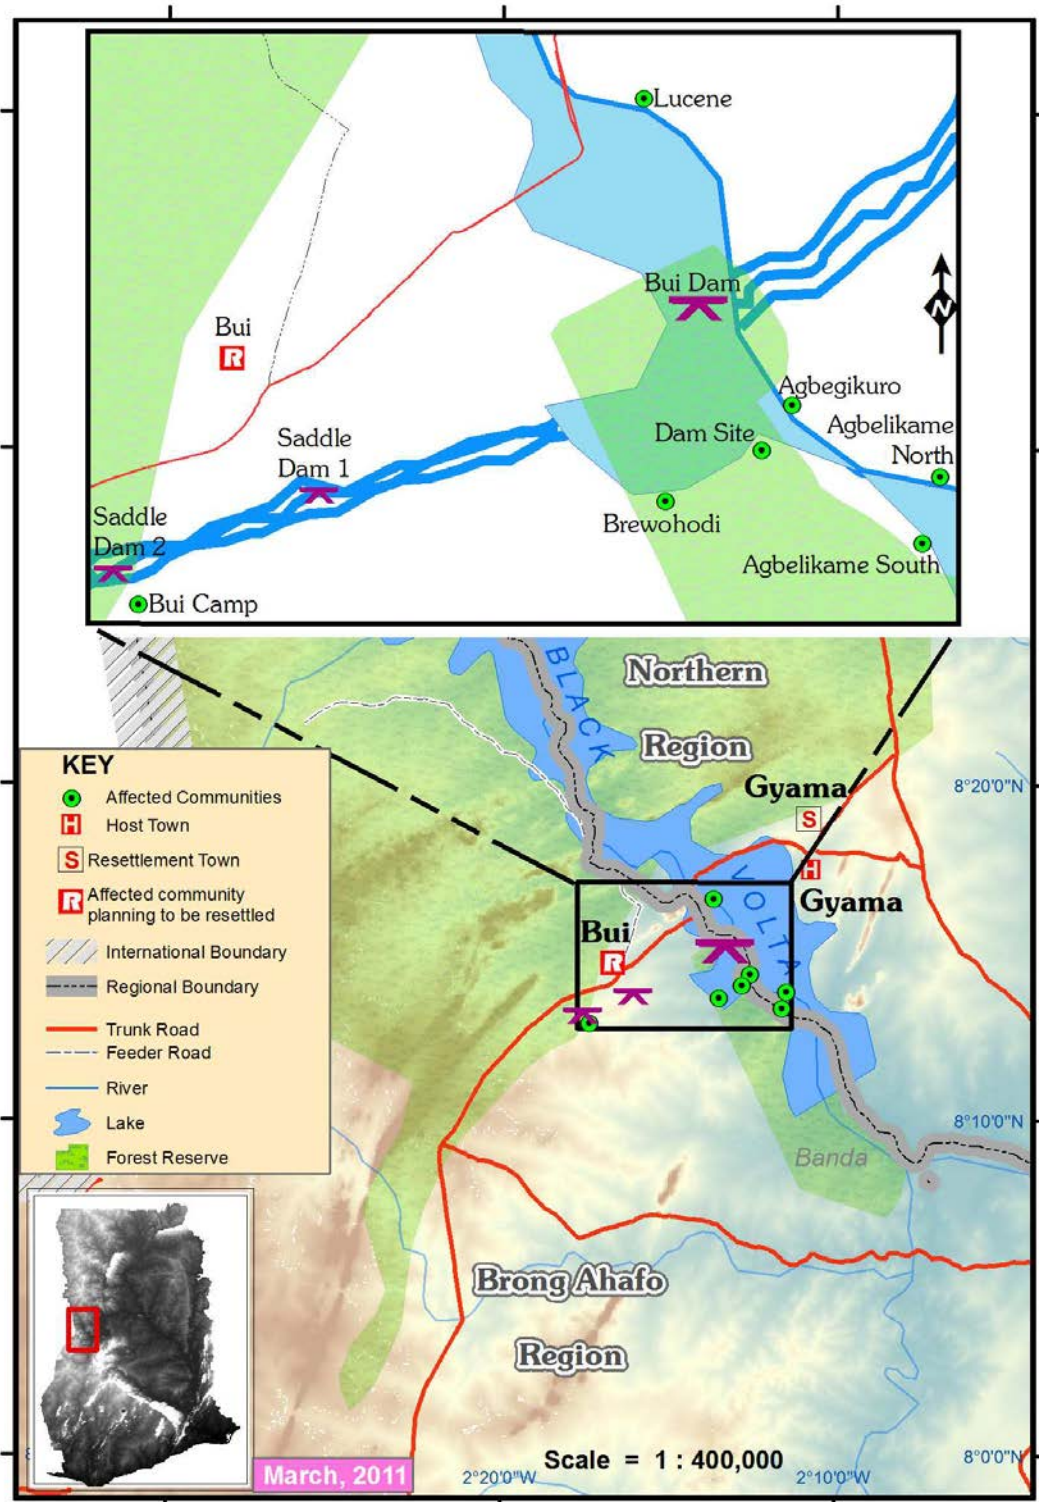 Lucene
Bui Dam
N
Bui
R
Agbegikuro
Agbelikame
North
Saddle
Dam 1
Dam Site
Saddle
Dam 2
Brewohodi
Agbelikame South
Bui Camp
BLACK
Northern
Region
KEY
Affected Communities
H Host Town
S Resettlement Town
R Affected community
planning to be resettled
International Boundary
Regional Boundary
Trunk Road
Feeder Road
River
Lake
Forest Reserve
Gyama
S
8°20'0"N
H
VOLTA
Gyama
Bui
R
8°10'0"N
Banda
Brong Ahafo
Region
March, 2011
Scale = 1 : 400,000
8°0'0"N
2°20'0"W
2°10'0"W